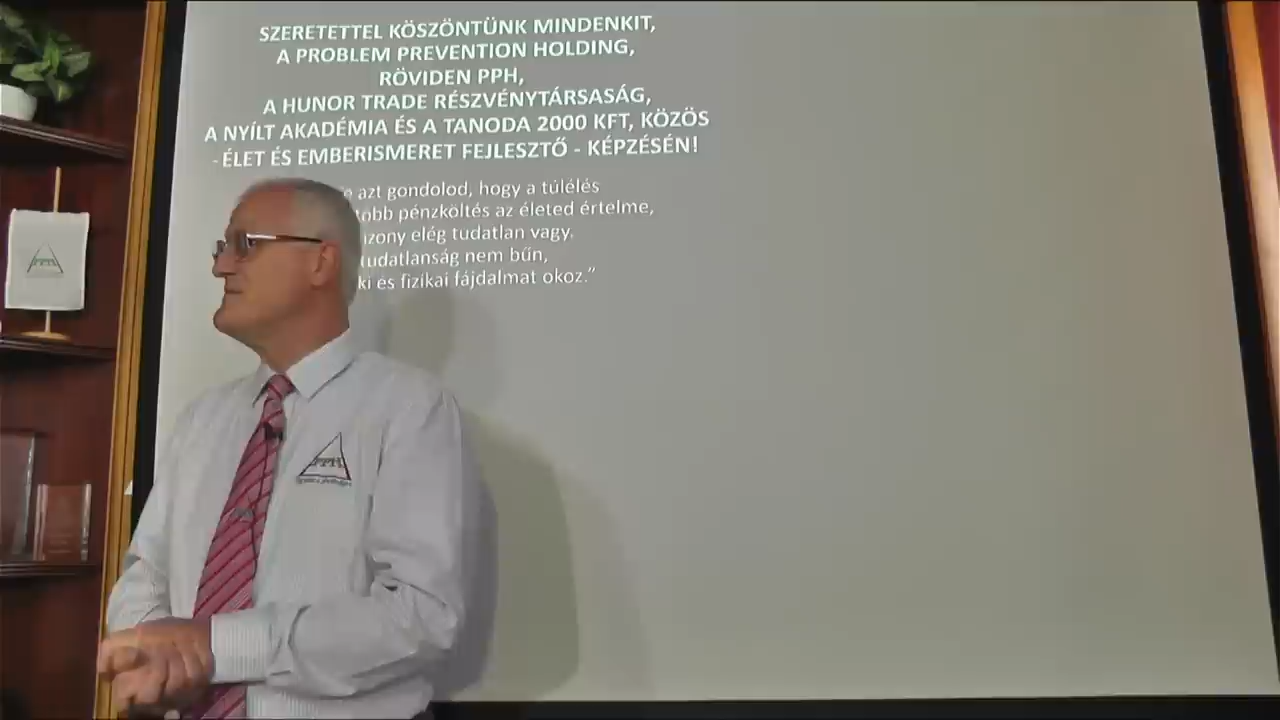 SZERETETTEL KÖSZÖNTÜNK MINDENKIT,
A PROBLEM PREVENTION HOLDING,
RÖVIDEN PPH,
A HUNOR TRADE RÉSZVÉNYTÁRSASÁG,
A NYÍLT AKADÉMIA ÉS A TANODA 2000 KFT, KÖZÖS
- ÉLET ÉS EMBERISMERET FEJLESZTŐ - KÉPZÉSÉN!
azt gondolod, hogy a túlélés
pénzköltés az életed értelme,
elég tudatlan vagy.
tudatlanság nem bűn,
és fizikai fájdalmat okoz.”
PPH
PPH